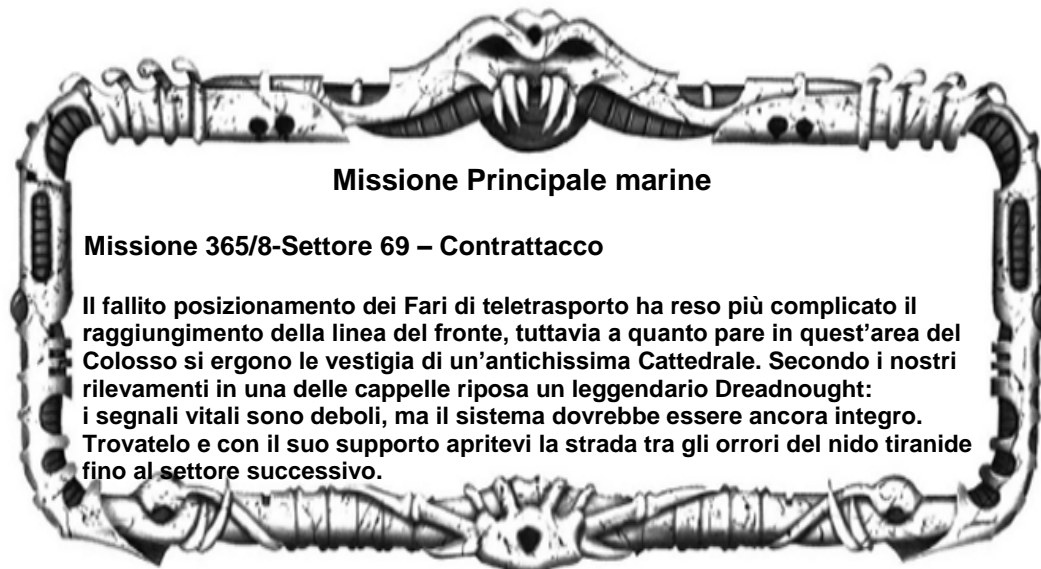 Missione Principale marine
Missione 365/8-Settore 69 – Contrattacco
Il fallito posizionamento dei Fari di teletrasporto ha reso più complicato il
raggiungimento della linea del fronte, tuttavia a quanto pare in quest'area del
Colosso si ergono le vestigia di un'antichissima Cattedrale. Secondo i nostri
rilevamenti in una delle cappelle riposa un leggendario Dreadnought:
i segnali vitali sono deboli, ma il sistema dovrebbe essere ancora integro.
Trovatelo e con il suo supporto apritevi la strada tra gli orrori del nido tiranide
fino al settore successivo.